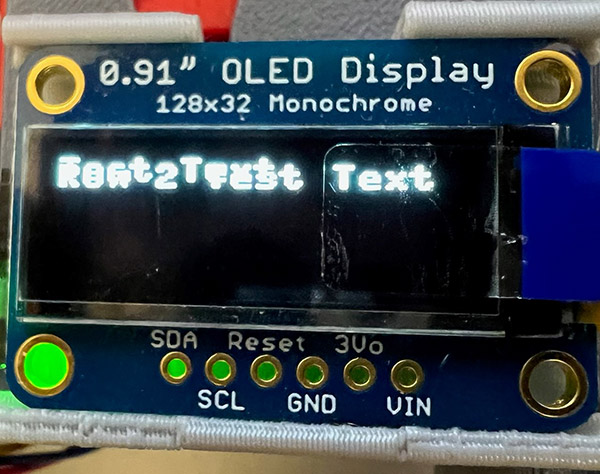 0.91" OLED Display
128x32 Monochrome
Text
SDA Reset 3Vo
SCL GND VIN